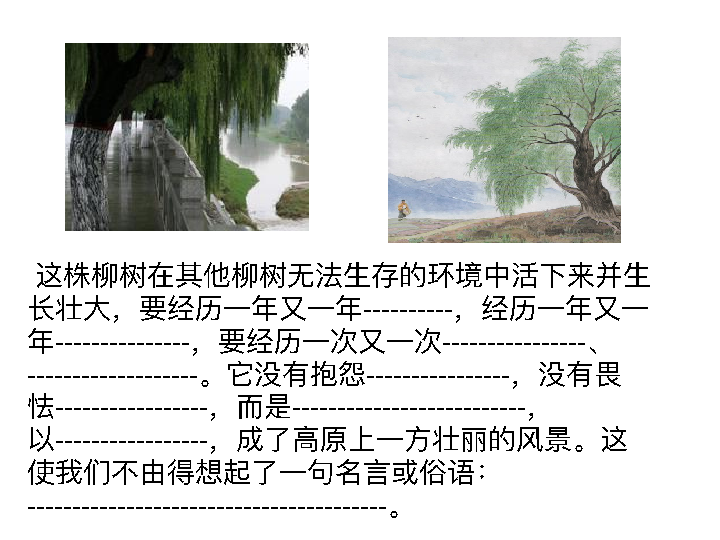 这株柳树在其他柳树无法生存的环境中活下来并生
长壮大，要经历一年又一年----------，经历一年又一
年---------------，要经历一次又一次----------------、
-------------------。它没有抱怨----------------，没有畏
怯-----------------，而是--------------------------，
以-----------------，成了高原上一方壮丽的风景。这
使我们不由得想起了一句名言或俗语：
----------------------------------------。